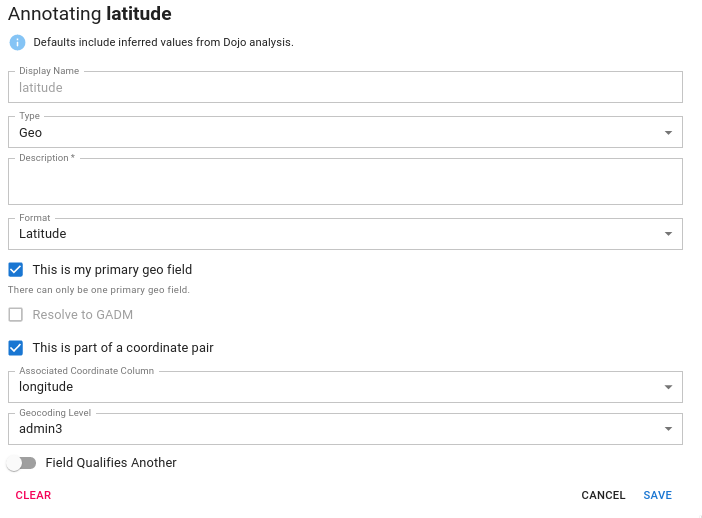 Annotating latitude
Defaults include inferred values from Dojo analysis.
Display Name
latitude
Type
Geo
Description *
Format
Latitude
This is my primary geo field
There can only be one primary geo field.
Resolve to GADM
This is part of a coordinate pair
Associated Coordinate Column
longitude
Geocoding Level
admin3
Field Qualifies Another
CLEAR CANCEL SAVE